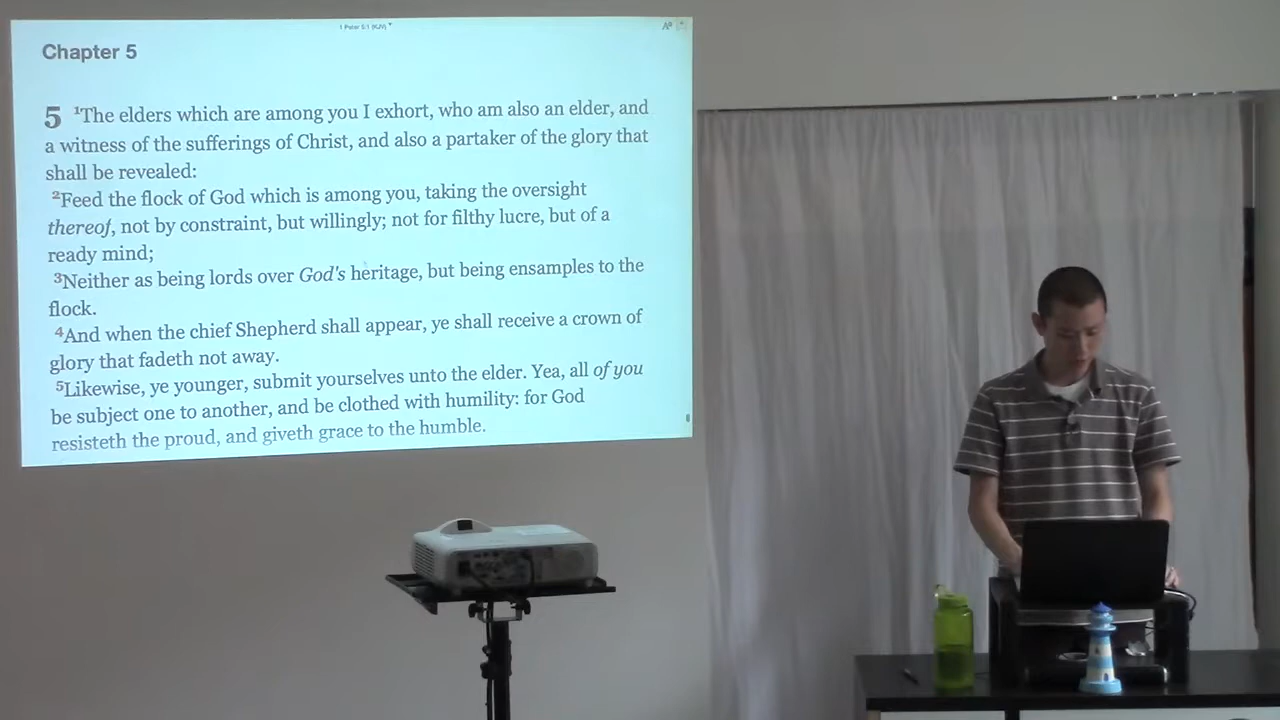 1 Peter 5:1 (KJV)
Chapter 5
5 ¹The elders which are among you I exhort, who am also an elder, and
a witness of the sufferings of Christ, and also a partaker of the glory that
shall be revealed:
²Feed the flock of God which is among you, taking the oversight
thereof, not by constraint, but willingly; not for filthy lucre, but of a
ready mind;
³Neither as being lords over God's heritage, but being ensamples to the
flock.
⁴And when the chief Shepherd shall appear, ye shall receive a crown of
glory that fadeth not away.
⁵Likewise, ye younger, submit yourselves unto the elder. Yea, all of you
be subject one to another, and be clothed with humility: for God
resisteth the proud, and giveth grace to the humble.